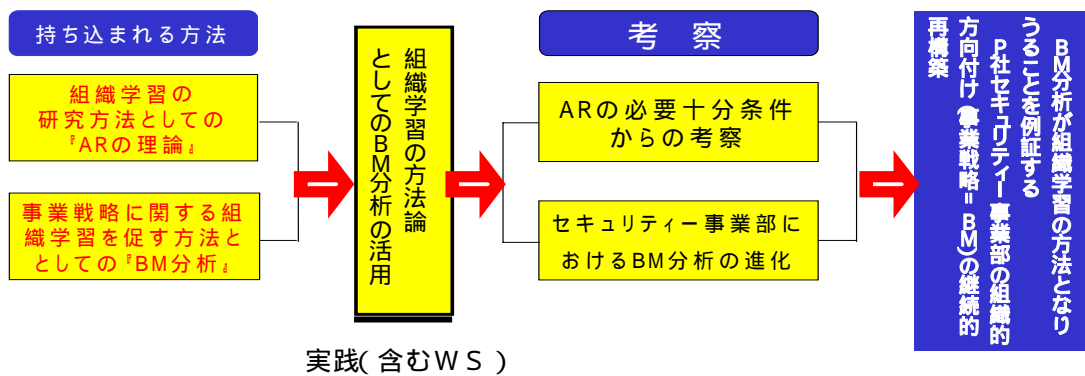 持ち込まれる方法
組織学習の
研究方法としての
『ARの理論』
事業戦略に関する組
織学習を促す方法と
としての『BM分析』
組織学習の方法論
としてのBM分析の活用
実践(含むWS)
考 察
ARの必要十分条件
からの考察
セキュリティー事業部に
おけるBM分析の進化
BM分析が組織学習の方法となり
うることを例証する
P社セキュリティー事業部の組織的
方向付け(事業戦略=BM)の継続的
再構築